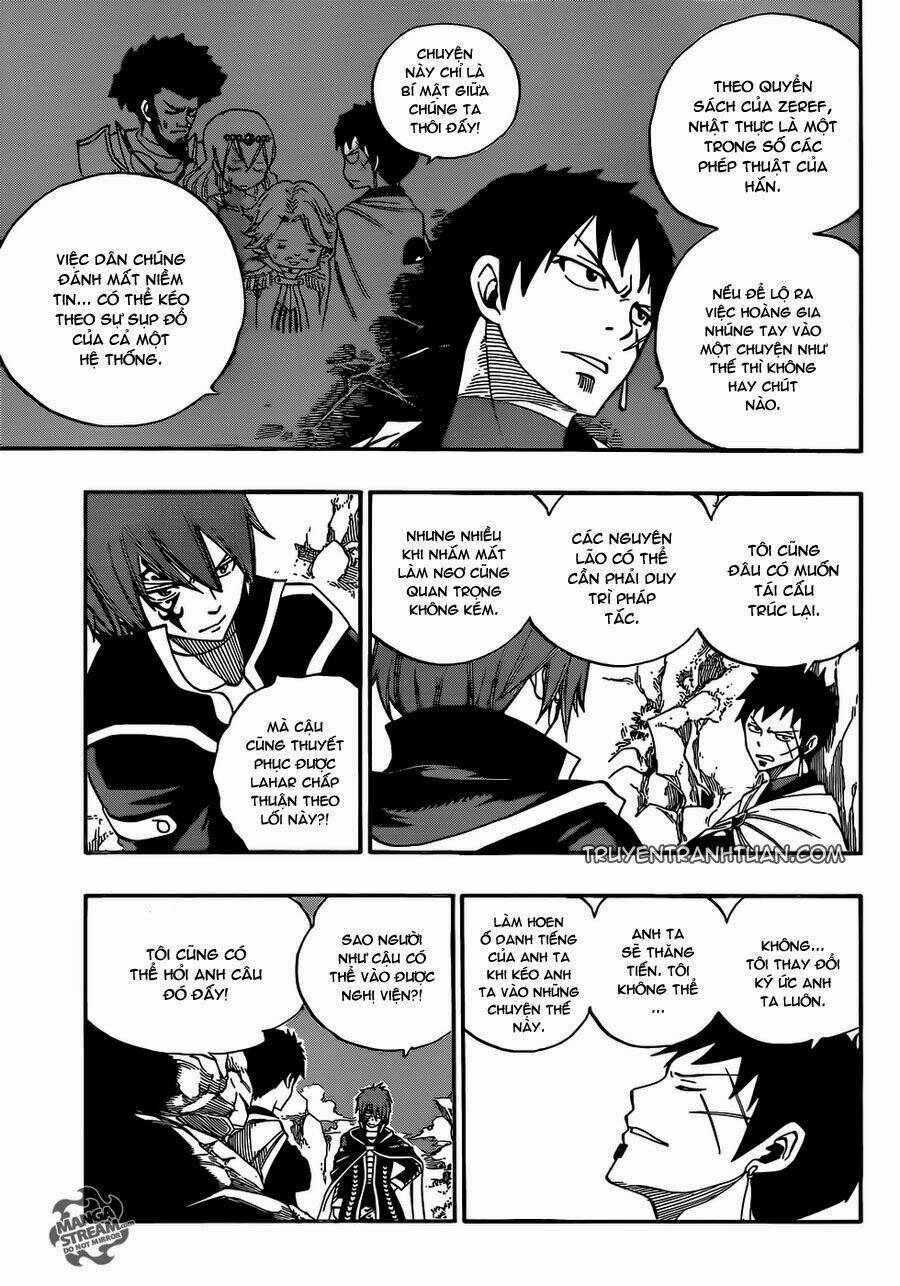 THEO QUYỂN
SÁCH CỦA ZEREF,
NHẬT THỰC LÀ MỘT
TRONG SỐ CÁC
PHÉP THUẬT CỦA
HẮN.
NẾU ĐỂ LỘ RA
VIỆC HOÀNG GIA
NHÚNG TAY VÀO
MỘT CHUYỆN NHƯ
THẾ THÌ KHÔNG
HAY CHÚT
NÀO.
CHUYỆN
NÀY CHỈ LÀ
BÍ MẬT GIỮA
CHÚNG TA
THÔI ĐẤY!
VIỆC DÂN CHÚNG
ĐÁNH MẤT NIỀM
TIN... CÓ THỂ KÉO
THEO SỰ SỤP ĐỔ
CỦA CẢ MỘT
HỆ THỐNG.
TÔI CŨNG
ĐÂU CÓ MUỐN
TÁI CẤU
TRÚC LẠI.
CÁC NGUYÊN
LÃO CÓ THỂ
CẦN PHẢI DUY
TRÌ PHÁP
TẮC.
NHƯNG NHIỀU
KHI NHẮM MẮT
LÀM NGƠ CŨNG
QUAN TRỌNG
KHÔNG KÉM.
MÀ CẬU
CŨNG THUYẾT
PHỤC ĐƯỢC
LAHAR CHẤP
THUẬN THEO
LỐI NÀY?!
TRUYENTRANHTUAN.COM
KHÔNG...
TÔI THAY ĐỔI
KÝ ỨC ANH
TA LUÔN.
ANH TA
SẼ THĂNG
TIẾN. TÔI
KHÔNG THỂ
...
LÀM HOEN
Ố DANH TIẾNG
CỦA ANH TA
KHI KÉO ANH
TA VÀO NHỮNG
CHUYỆN THẾ
NÀY.
SAO NGƯỜI
NHƯ CẬU CÓ
THỂ VÀO ĐƯỢC
NGHỊ VIỆN?!
TÔI CŨNG CÓ
THỂ HỎI ANH CÂU
ĐÓ ĐẤY!
MANGA
STREAM.com
DO NOT MIRROR!